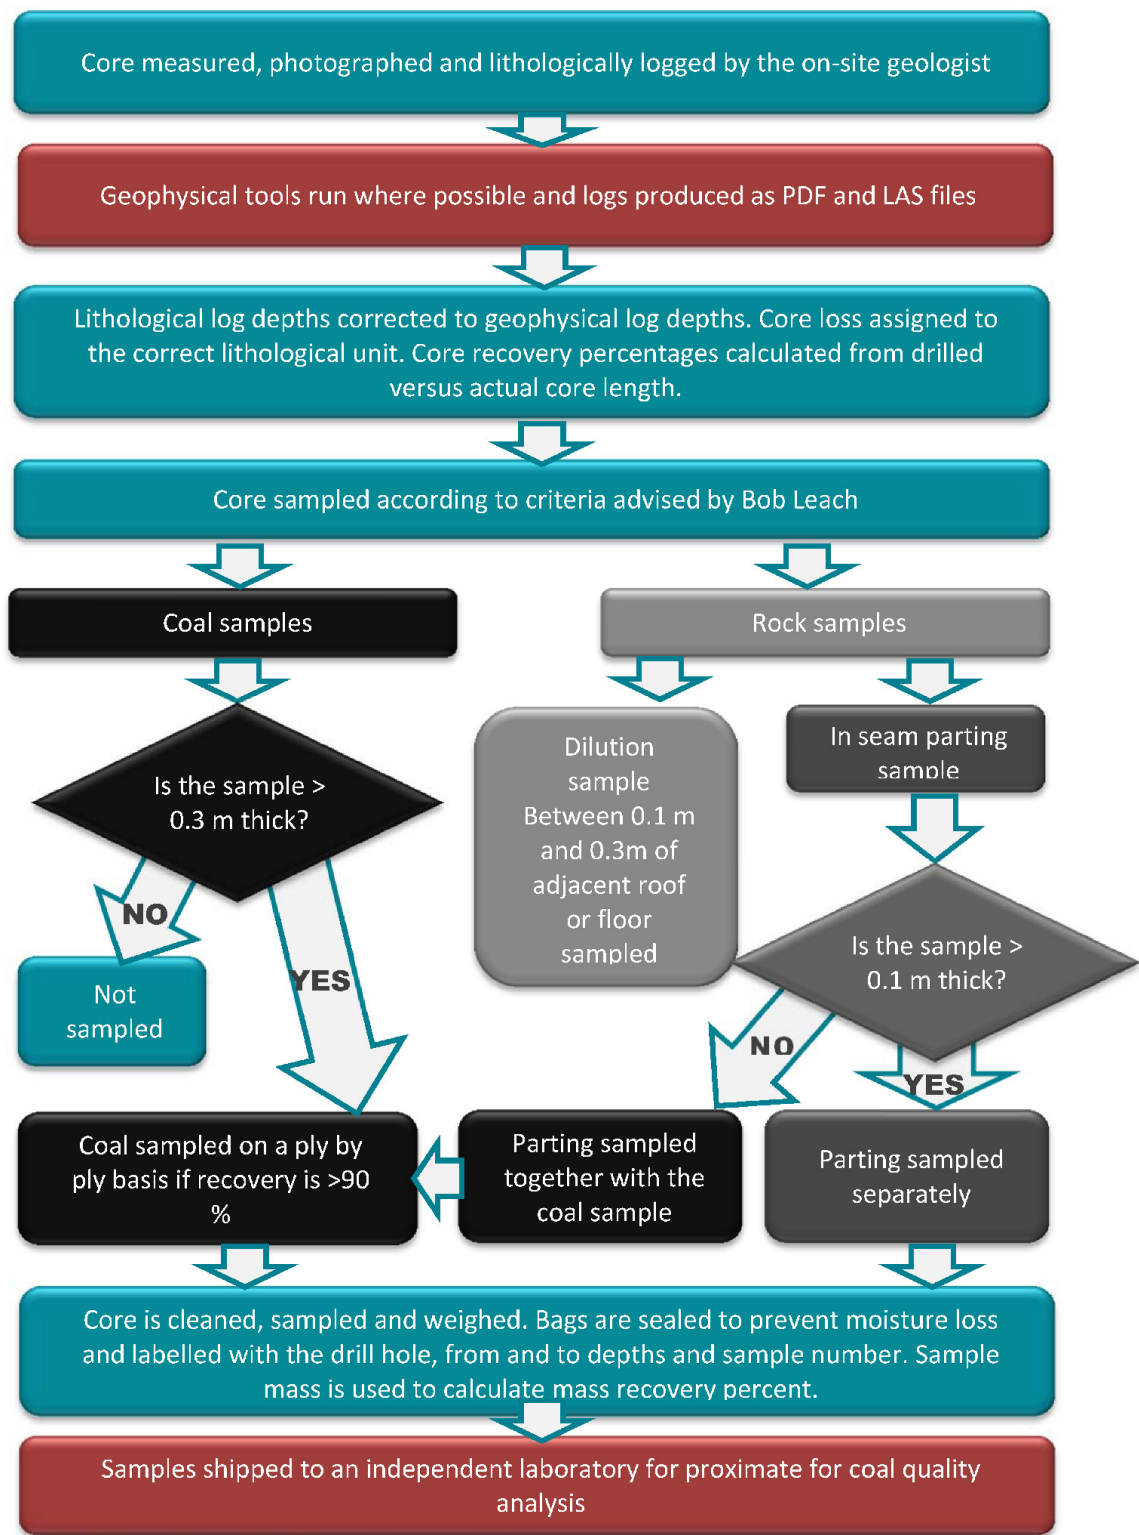 Core measured, photographed and lithologically logged by the on-site geologist
Geophysical tools run where possible and logs produced as PDF and LAS files
Lithological log depths corrected to geophysical log depths. Core loss assigned to
the correct lithological unit. Core recovery percentages calculated from drilled
versus actual core length.
Core sampled according to criteria advised by Bob Leach
Coal samples
Rock samples
Is the sample >
0.3 m thick?
Dilution
sample
Between 0.1 m
and 0.3m of
adjacent roof
or floor
sampled
In seam parting
sample
NO
YES
Not
sampled
Is the sample >
0.1 m thick?
NO
YES
Coal sampled on a ply by
ply basis if recovery is >90
%
Parting sampled
together with the
coal sample
Parting sampled
separately
Core is cleaned, sampled and weighed. Bags are sealed to prevent moisture loss
and labelled with the drill hole, from and to depths and sample number. Sample
mass is used to calculate mass recovery percent.
Samples shipped to an independent laboratory for proximate for coal quality
analysis